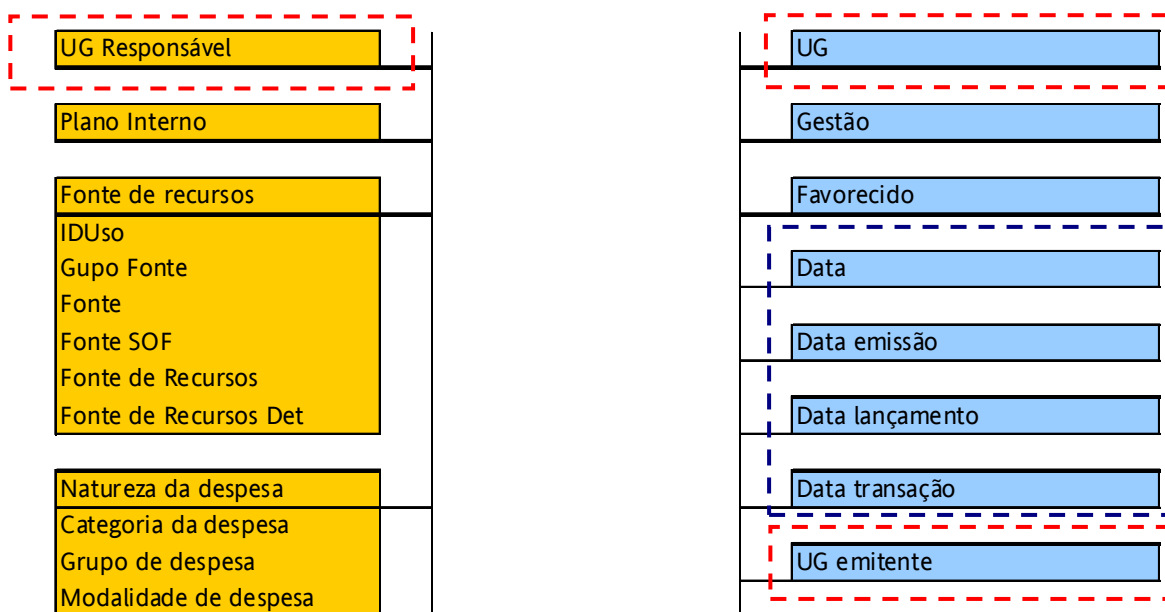 UG Responsável
Plano Interno
Fonte de recursos
IDUso
Gupo Fonte
Fonte
Fonte SOF
Fonte de Recursos
Fonte de Recursos Det
Natureza da despesa
Categoria da despesa
Grupo de despesa
Modalidade de despesa
UG
Gestão
Favorecido
Data
Data emissão
Data lançamento
Data transação
UG emitente